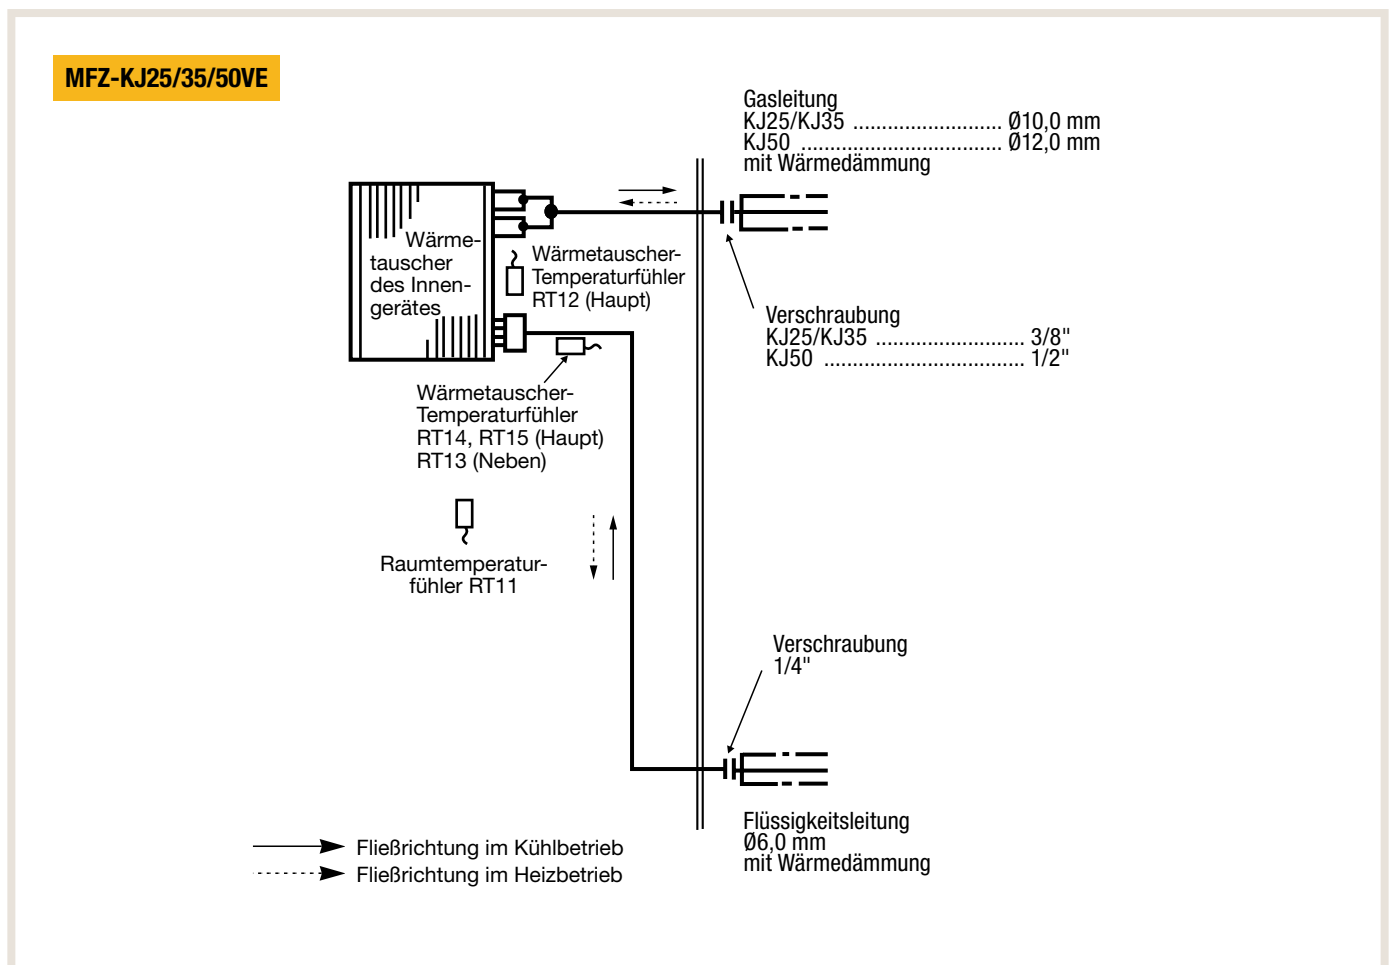 MFZ-KJ25/35/50VE
Gasleitung
KJ25/KJ35 .......................... Ø10,0 mm
KJ50 ................................... Ø12,0 mm
mit Wärmedämmung
Wärme-
tauscher
des Innen-
gerätes
Wärmetauscher-
Temperaturfühler
RT12 (Haupt)
Verschraubung
KJ25/KJ35 .......................... 3/8"
KJ50 ................................... 1/2"
Wärmetauscher-
Temperaturfühler
RT14, RT15 (Haupt)
RT13 (Neben)
Raumtemperatur-
fühler RT11
Verschraubung
1/4"
Flüssigkeitsleitung
Ø6,0 mm
mit Wärmedämmung
Fließrichtung im Kühlbetrieb
Fließrichtung im Heizbetrieb